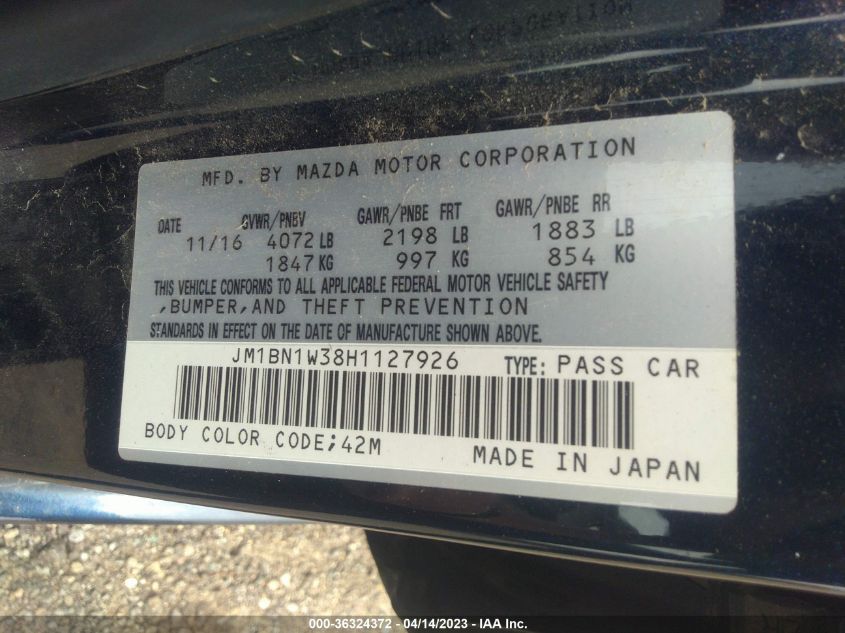 MFD. BY MAZDA MOTOR CORPORATION
DATE GVWR/PNBV GAWR/PNBE FRT GAWR/PNBE RR
11/16 4072 LB 2198 LB 1883 LB
1847 KG 997 KG 854 KG
THIS VEHICLE CONFORMS TO ALL APPLICABLE FEDERAL MOTOR VEHICLE SAFETY
,BUMPER,AND THEFT PREVENTION
STANDARDS IN EFFECT ON THE DATE OF MANUFACTURE SHOWN ABOVE.
JM1BN1W38H1127926 TYPE: PASS CAR
BODY COLOR CODE;42M
MADE IN JAPAN
000-36324372 / 04/14/2023 - IAA Inc.